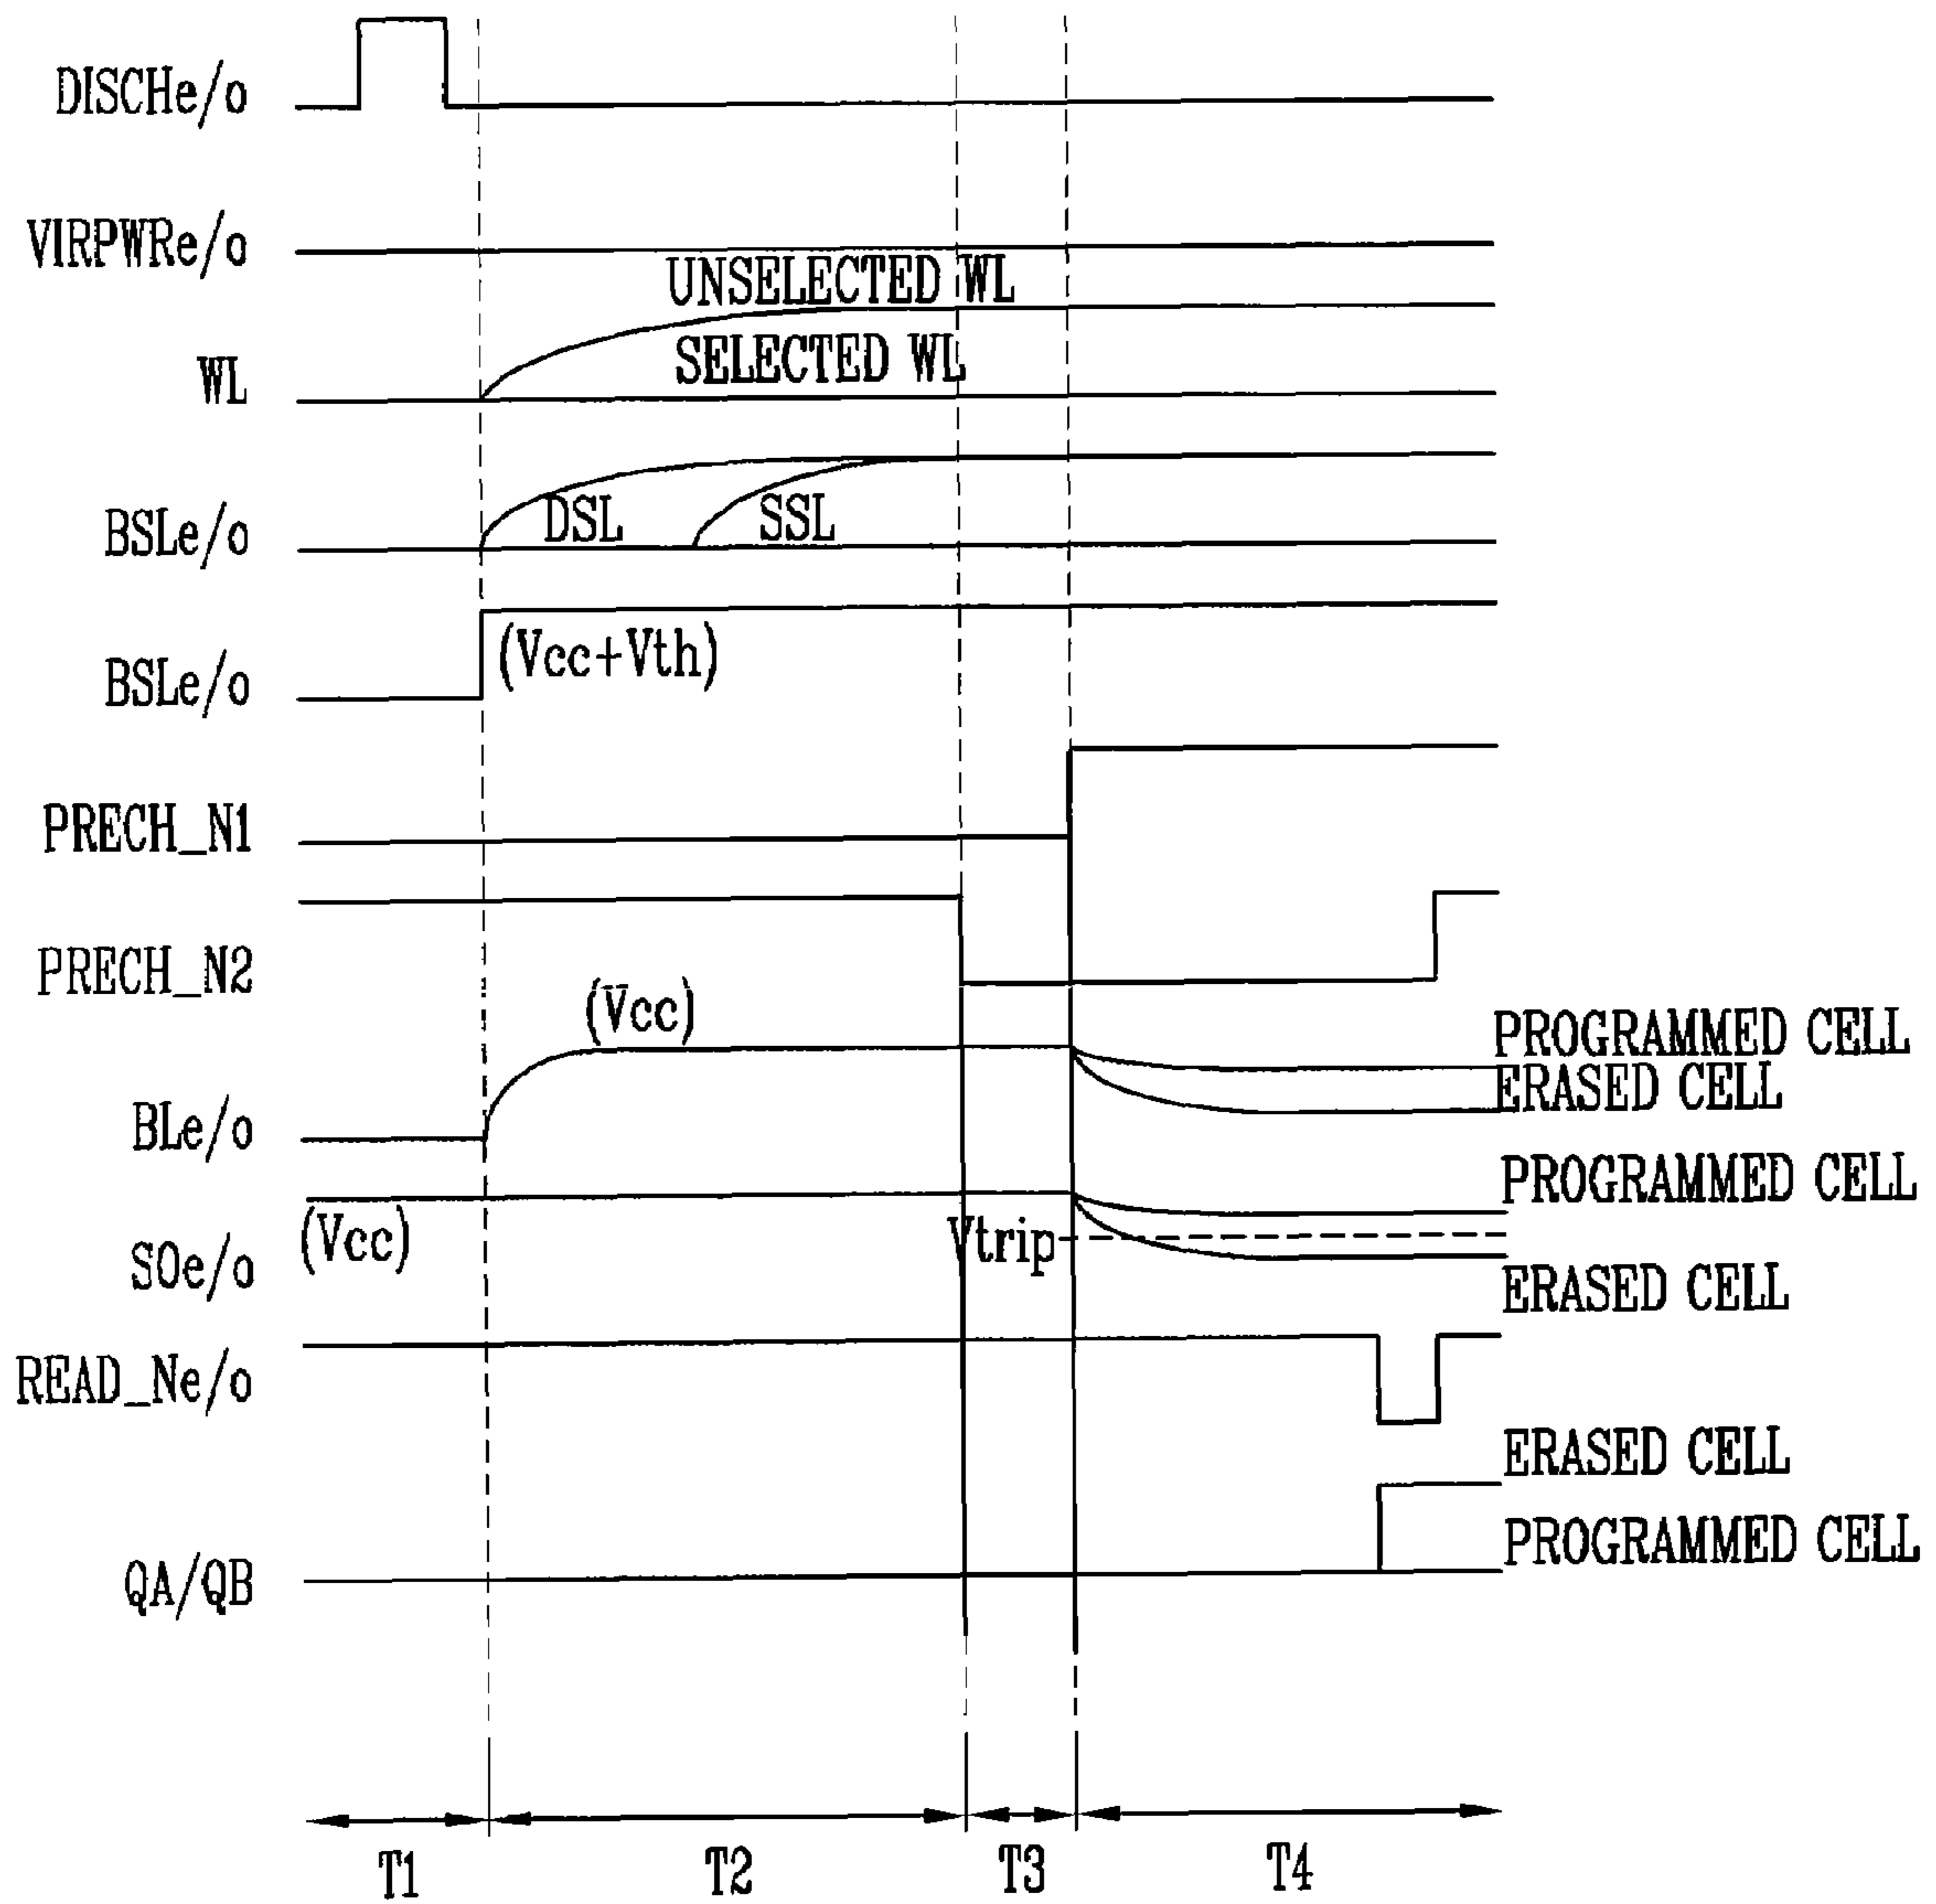 DISCHe/o
VIRPWRe/o
UNSELECTED WL
SELECTED WL
WL
DSL SSL
BSLe/o
(Vcc+Vth)
BSLe/o
PRECH_N1
PRECH_N2
(Vcc)
PROGRAMMED CELL
ERASED CELL
BLe/o
PROGRAMMED CELL
(Vcc)
Vtrip
SOe/o
ERASED CELL
READ_Ne/o
ERASED CELL
PROGRAMMED CELL
QA/QB
T1 T2 T3 T4